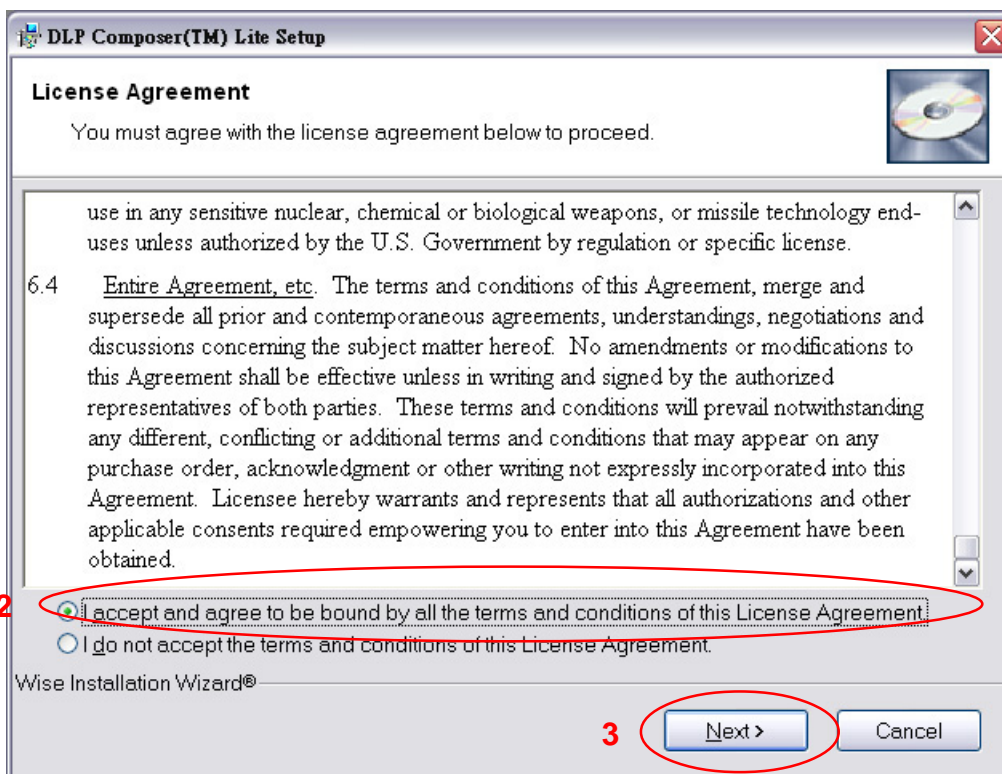 DLP Composer(TM) Lite Setup
License Agreement
You must agree with the license agreement below to proceed.
use in any sensitive nuclear, chemical or biological weapons, or missile technology end-
uses unless authorized by the U.S. Government by regulation or specific license.
6.4 Entire Agreement, etc. The terms and conditions of this Agreement, merge and
supersede all prior and contemporaneous agreements, understandings, negotiations and
discussions concerning the subject matter hereof. No amendments or modifications to
this Agreement shall be effective unless in writing and signed by the authorized
representatives of both parties. These terms and conditions will prevail notwithstanding
any different, conflicting or additional terms and conditions that may appear on any
purchase order, acknowledgment or other writing not expressly incorporated into this
Agreement. Licensee hereby warrants and represents that all authorizations and other
applicable consents required empowering you to enter into this Agreement have been
obtained.
2 I accept and agree to be bound by all the terms and conditions of this License Agreement.
I do not accept the terms and conditions of this License Agreement.
Wise Installation Wizard®
3 Next > Cancel